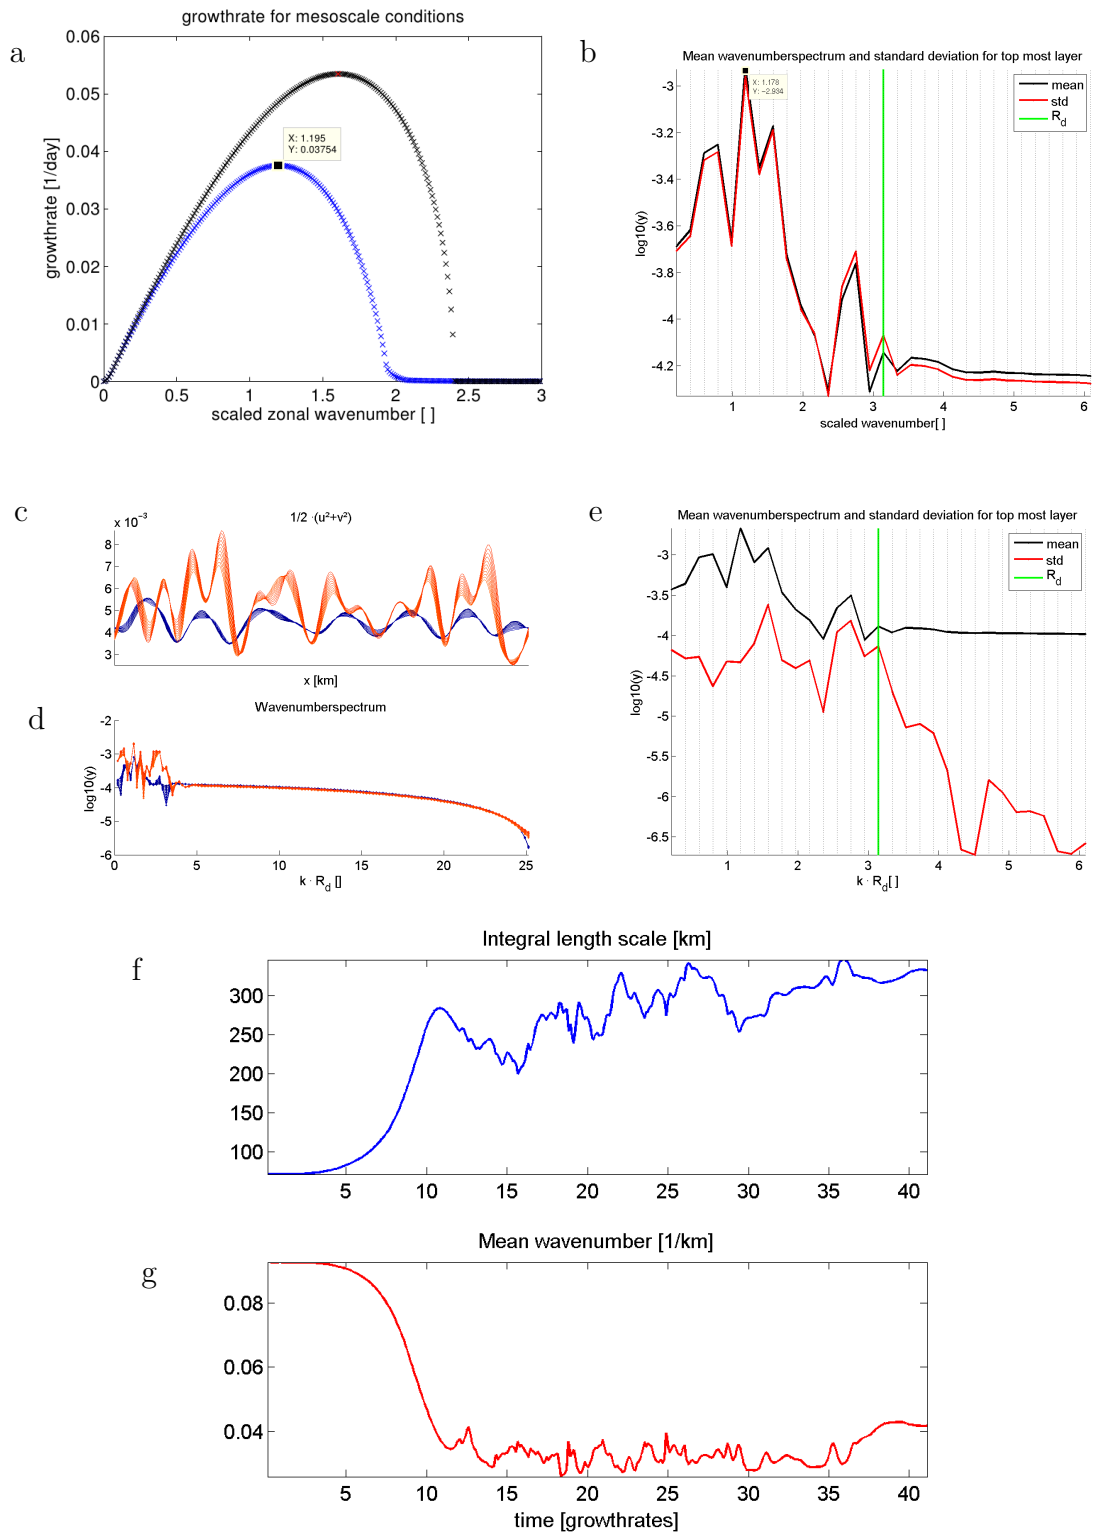 growthrate for mesoscale conditions
a
0.06
0.05
0.04
0.03
0.02
0.01
0
growthrate [1/day]
X: 1.195
Y: 0.03754
0 0.5 1 1.5 2 2.5 3
scaled zonal wavenumber [ ]
b
Mean wavenumberspectrum and standard deviation for top most layer
X: 1.178
Y: −2.934
mean
std
R_d
-3
-3.2
-3.4
-3.6
-3.8
-4
-4.2
log10(y)
1 2 3 4 5 6
scaled wavenumber[ ]
c
x 10⁻³
1/2 ·(u²+v²)
8
7
6
5
4
3
x [km]
d
Wavenumberspectrum
-2
-3
-4
-5
-6
log10(y)
0 5 10 15 20 25
k · R_d []
e
Mean wavenumberspectrum and standard deviation for top most layer
mean
std
R_d
-3
-3.5
-4
-4.5
-5
-5.5
-6
-6.5
log10(y)
1 2 3 4 5 6
k · R_d[ ]
f
Integral length scale [km]
300
250
200
150
100
5 10 15 20 25 30 35 40
g
Mean wavenumber [1/km]
0.08
0.06
0.04
5 10 15 20 25 30 35 40
time [growthrates]